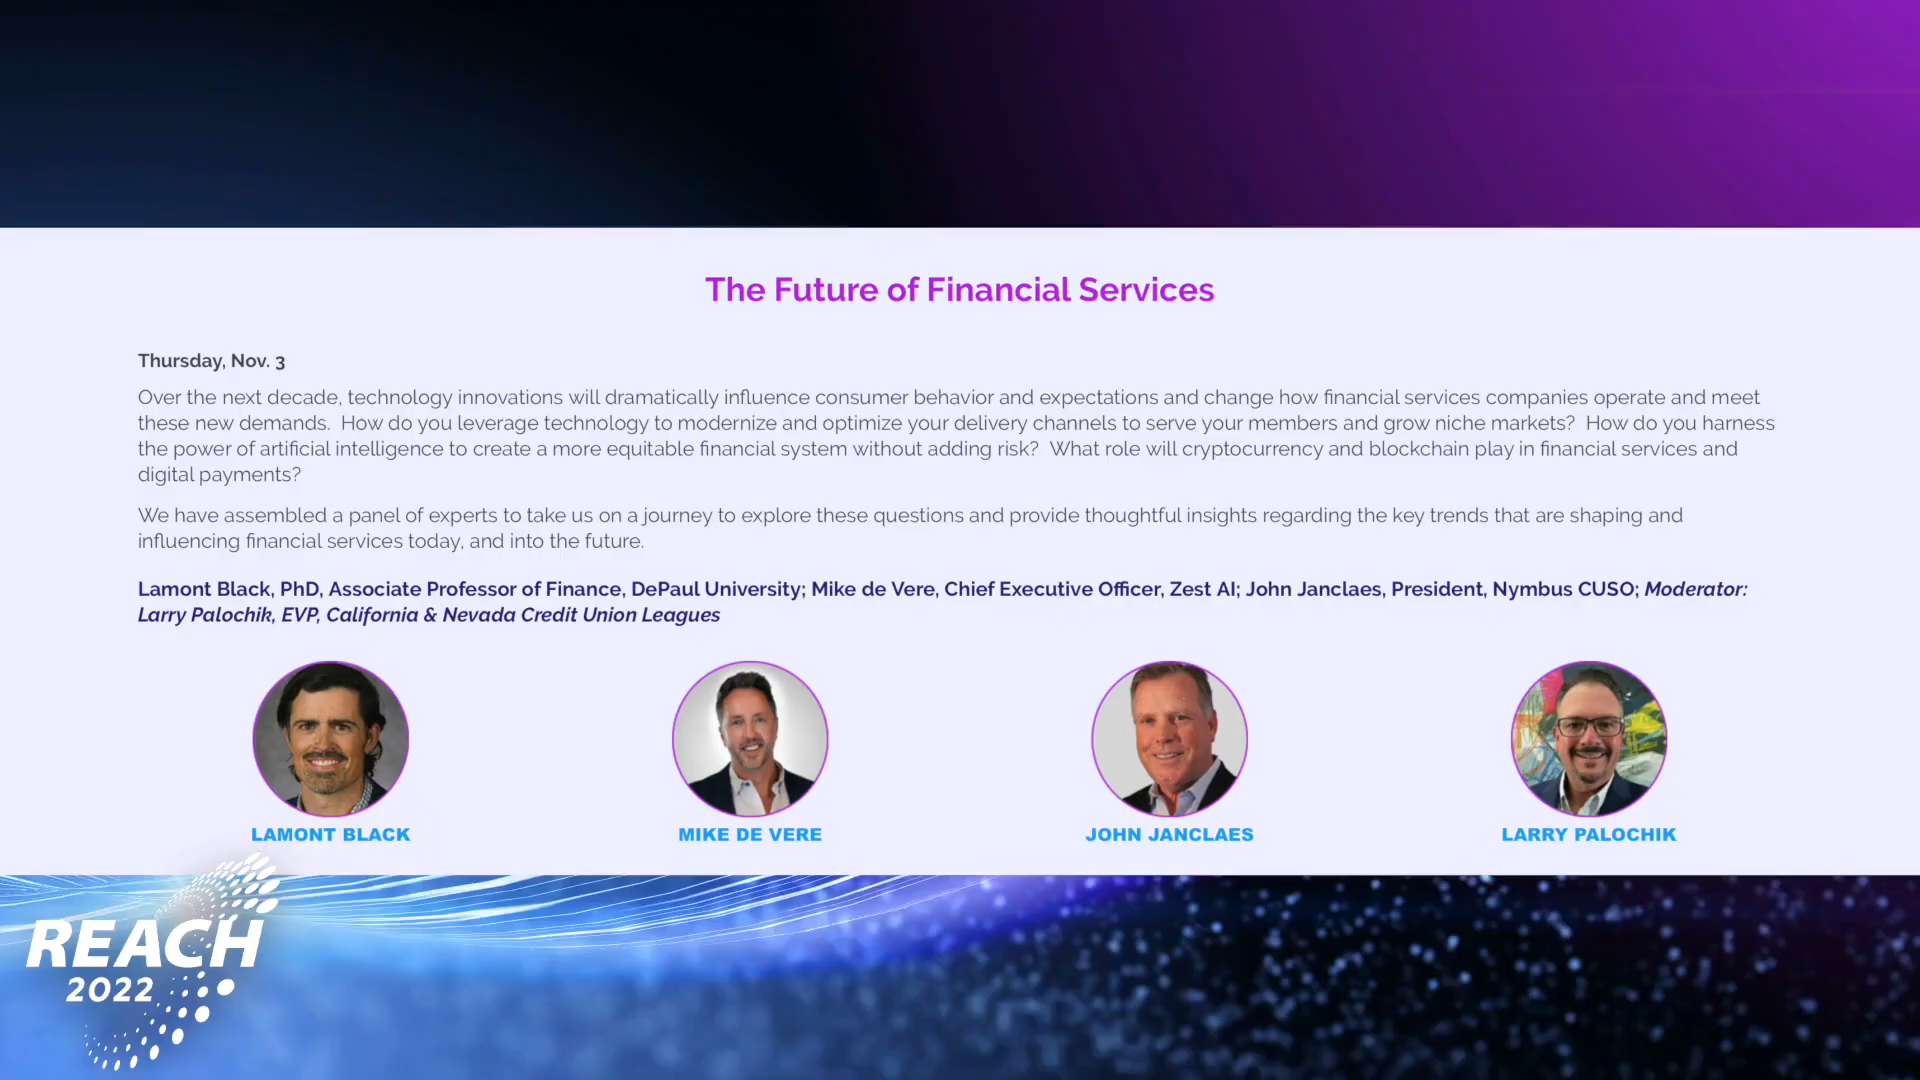 The Future of Financial Services
Thursday, Nov. 3
Over the next decade, technology innovations will dramatically influence consumer behavior and expectations and change how financial services companies operate and meet
these new demands.  How do you leverage technology to modernize and optimize your delivery channels to serve your members and grow niche markets?  How do you harness
the power of artificial intelligence to create a more equitable financial system without adding risk?  What role will cryptocurrency and blockchain play in financial services and
digital payments?
We have assembled a panel of experts to take us on a journey to explore these questions and provide thoughtful insights regarding the key trends that are shaping and
influencing financial services today, and into the future.
Lamont Black, PhD, Associate Professor of Finance, DePaul University; Mike de Vere, Chief Executive Officer, Zest AI; John Janclaes, President, Nymbus CUSO; Moderator:
Larry Palochik, EVP, California & Nevada Credit Union Leagues
LAMONT BLACK
MIKE DE VERE
JOHN JANCLAES
LARRY PALOCHIK
REACH
2022